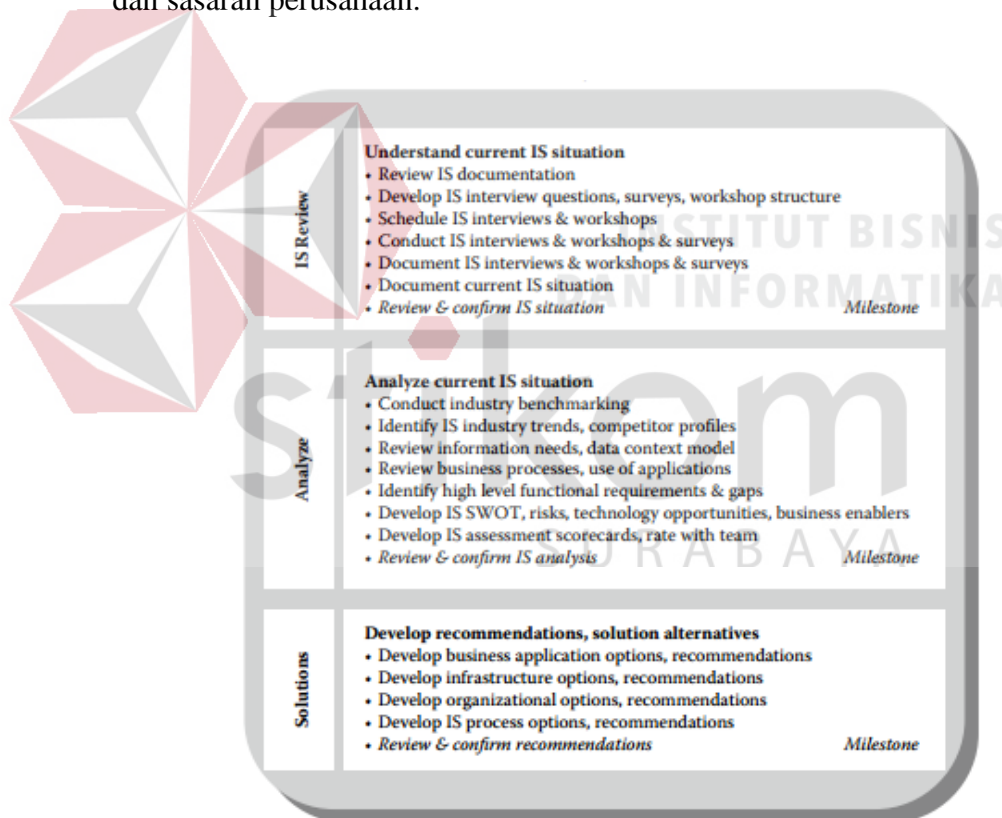 dan sasaran perusahaan.
IS Review
Understand current IS situation
• Review IS documentation
• Develop IS interview questions, surveys, workshop structure
• Schedule IS interviews & workshops
• Conduct IS interviews & workshops & surveys
• Document IS interviews & workshops & surveys
• Document current IS situation
• Review & confirm IS situation Milestone
Analyze
Analyze current IS situation
• Conduct industry benchmarking
• Identify IS industry trends, competitor profiles
• Review information needs, data context model
• Review business processes, use of applications
• Identify high level functional requirements & gaps
• Develop IS SWOT, risks, technology opportunities, business enablers
• Develop IS assessment scorecards, rate with team
• Review & confirm IS analysis Milestone
Solutions
Develop recommendations, solution alternatives
• Develop business application options, recommendations
• Develop infrastructure options, recommendations
• Develop organizational options, recommendations
• Develop IS process options, recommendations
• Review & confirm recommendations Milestone
INSTITUT BISNIS
DAN INFORMATIKA
stikom
SURABAYA